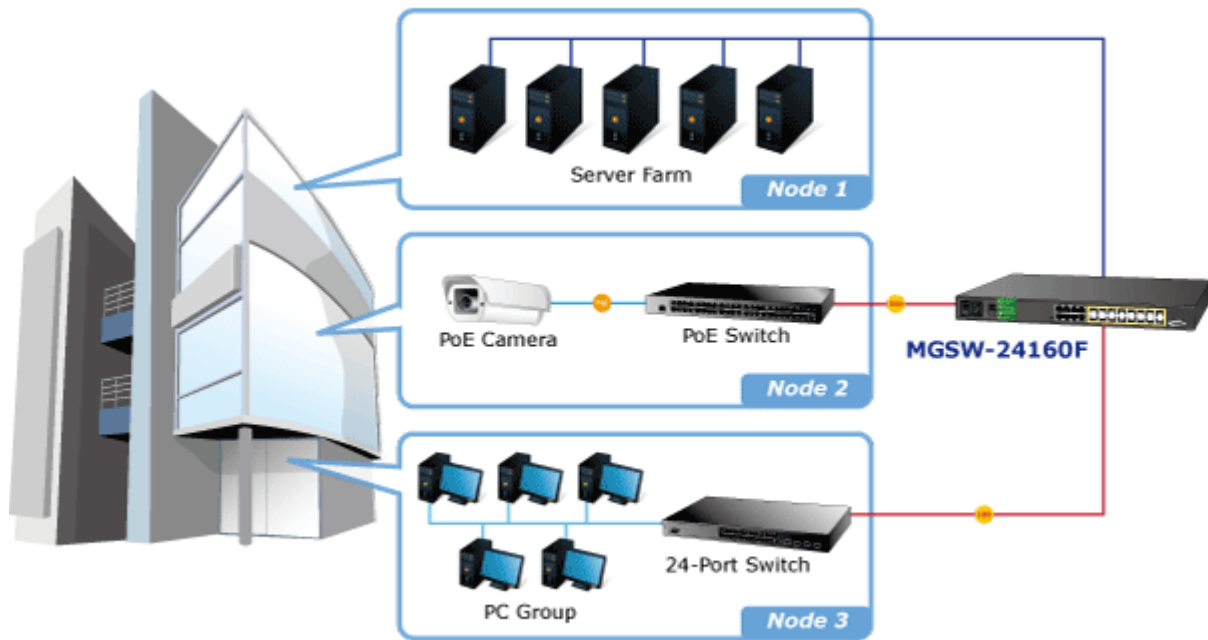 Server Farm
Node 1
PoE Camera
PoE Switch
MGSW-24160F
Node 2
24-Port Switch
PC Group
Node 3